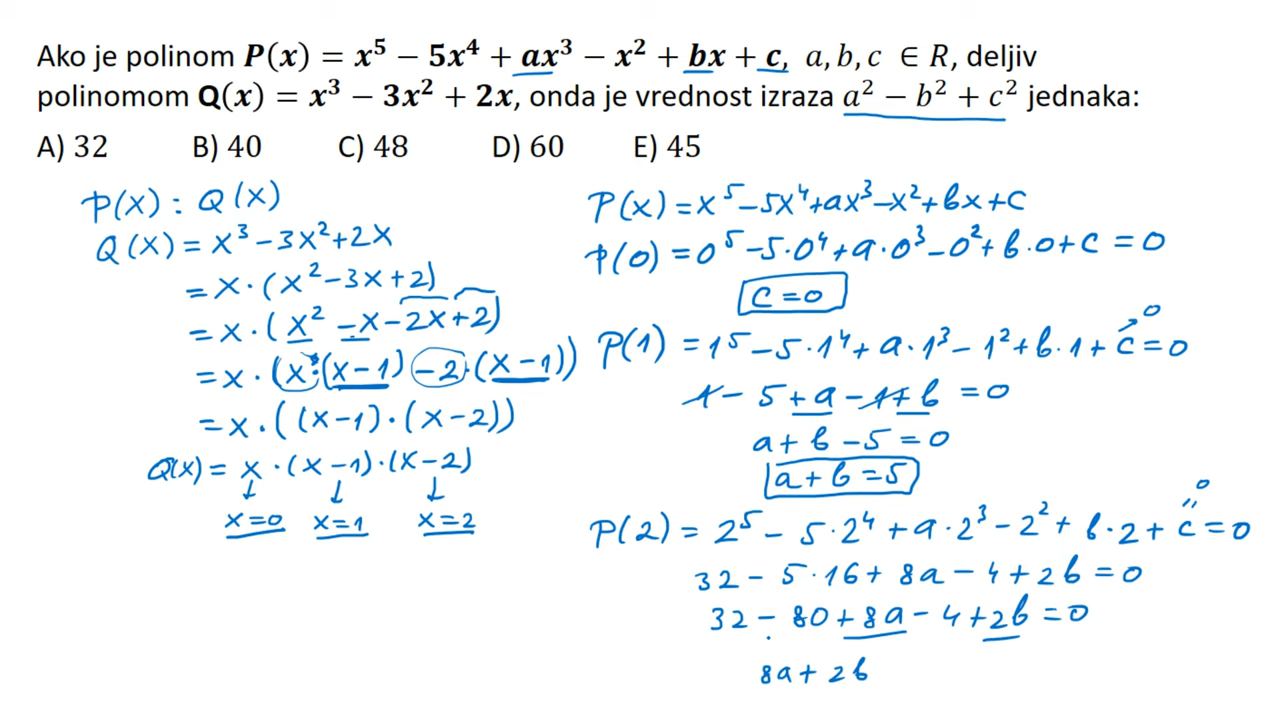 Ako je polinom P(x) = x⁵ − 5x⁴ + ax³ − x² + bx + c, a, b, c ∈ R, deljiv
polinomom Q(x) = x³ − 3x² + 2x, onda je vrednost izraza a² − b² + c² jednaka:
A) 32 B) 40 C) 48 D) 60 E) 45
P(x) : Q(x)
Q(x) = x³ − 3x² + 2x
= x · (x² − 3x + 2)
= x · (x² − x − 2x + 2)
= x · (x · (x − 1) − 2 · (x − 1))
= x · ((x − 1) · (x − 2))
Q(x) = x · (x − 1) · (x − 2)
↓ ↓ ↓
x = 0 x = 1 x = 2
P(x) = x⁵ − 5x⁴ + ax³ − x² + bx + c
P(0) = 0⁵ − 5 · 0⁴ + a · 0³ − 0² + b · 0 + c = 0
c = 0
0
P(1) = 1⁵ − 5 · 1⁴ + a · 1³ − 1² + b · 1 + c = 0
1 − 5 + a − 1 + b = 0
a + b − 5 = 0
a + b = 5
0
P(2) = 2⁵ − 5 · 2⁴ + a · 2³ − 2² + b · 2 + c = 0
32 − 5 · 16 + 8a − 4 + 2b = 0
32 − 80 + 8a − 4 + 2b = 0
8a + 2b